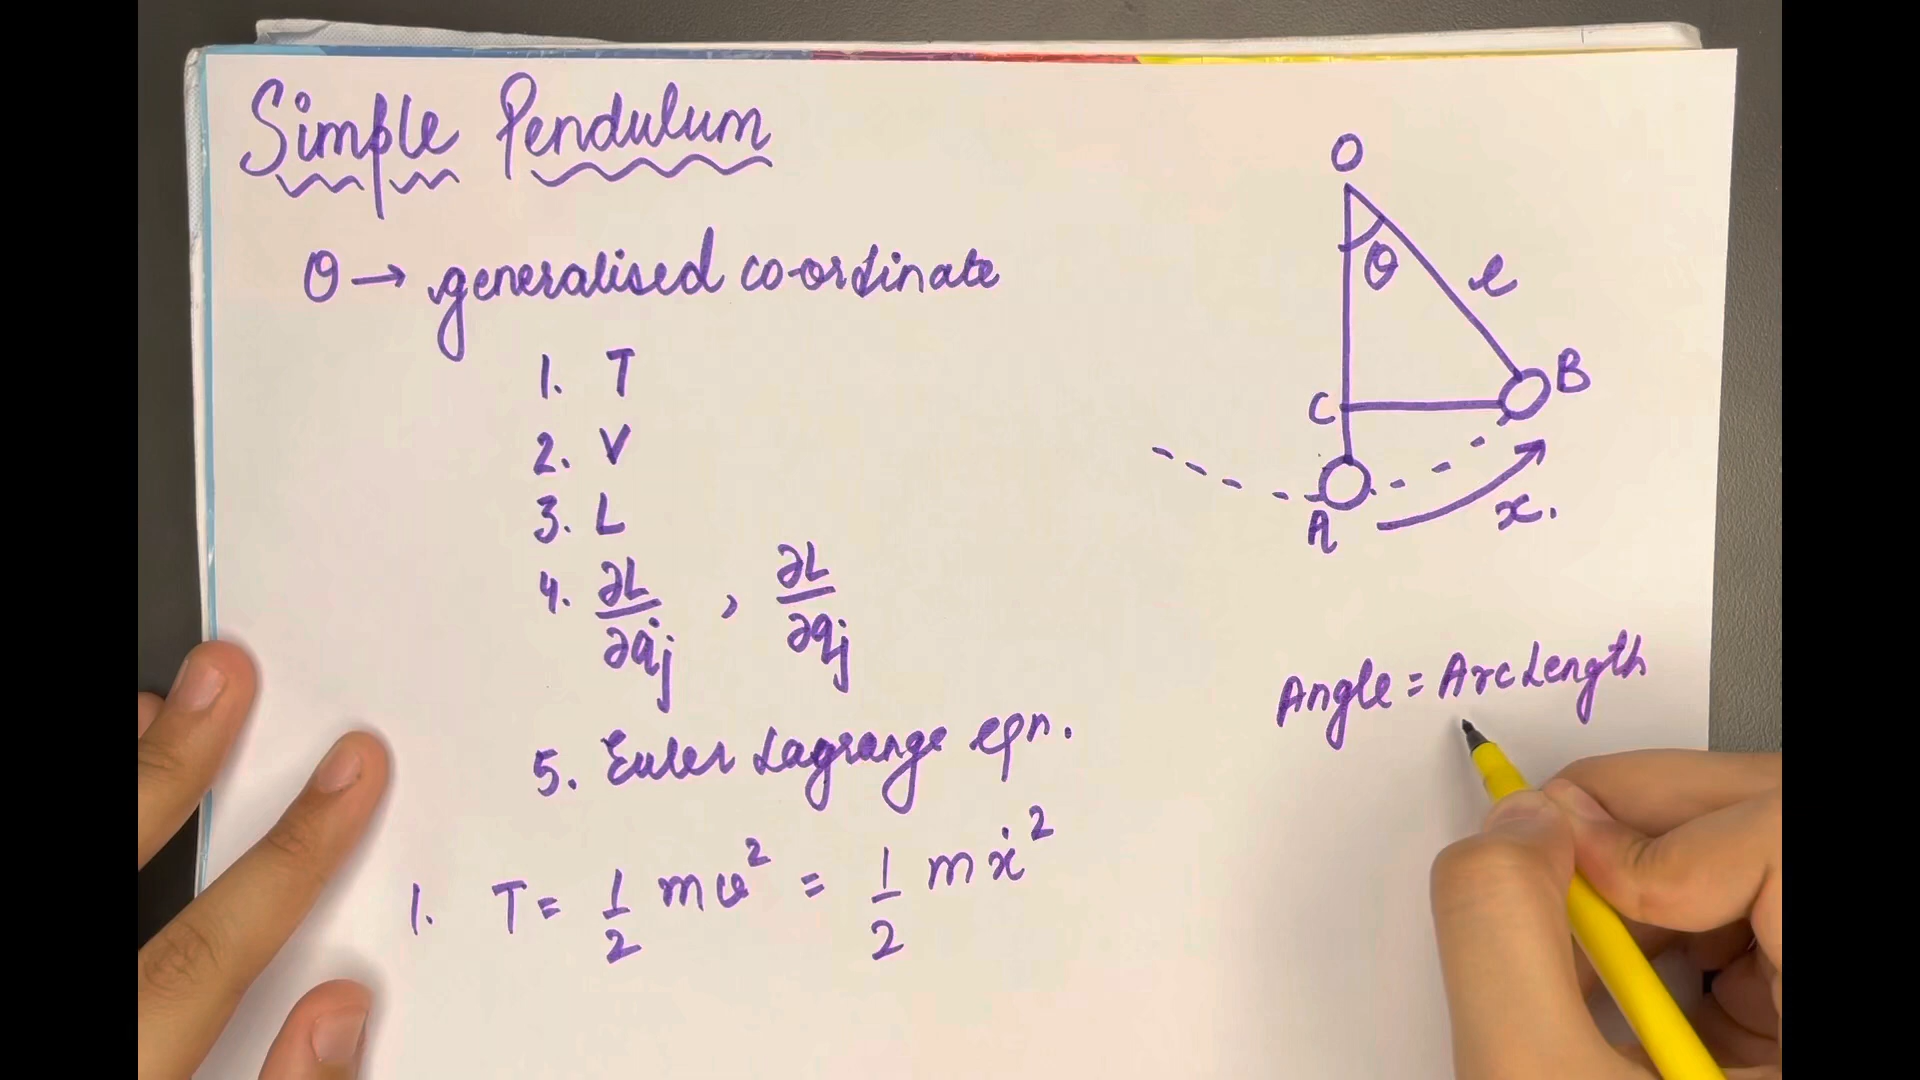 Simple Pendulum
θ → generalised co-ordinate
1. T
2. V
3. L
4. ∂L/∂q̇j , ∂L/∂qj
5. Euler Lagrange eqn.
1. T = 1/2 mv² = 1/2 mẋ²
O
θ
l
B
C
A
x.
Angle = Arc Length